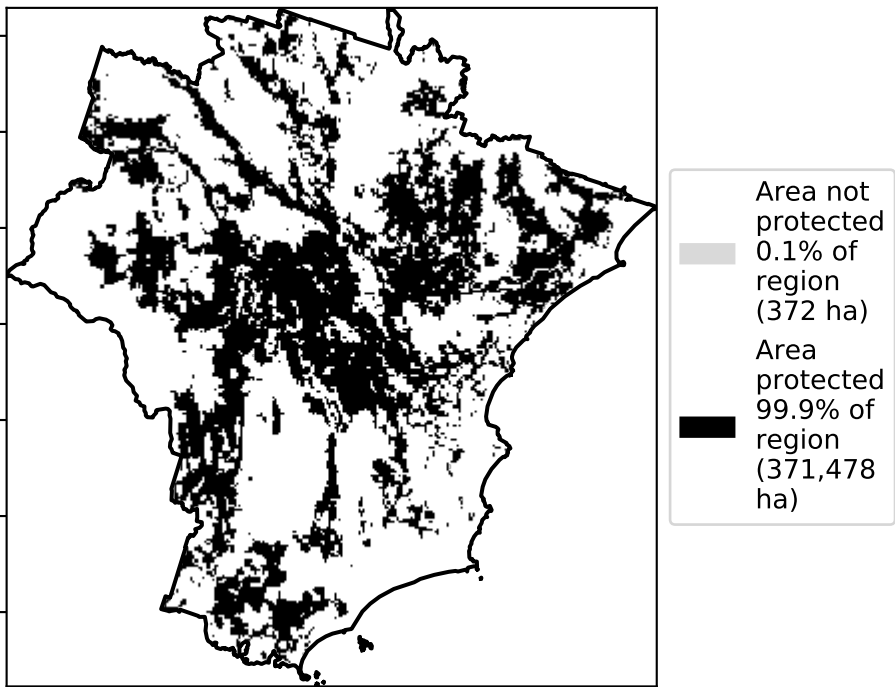 Area not
protected
0.1% of
region
(372 ha)
Area
protected
99.9% of
region
(371,478
ha)